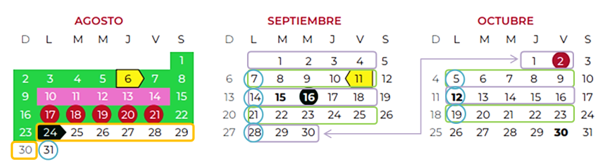 AGOSTO SEPTIEMBRE OCTUBRE
D L M M J V S D L M M J V S D L M M J V S
1 1 2 3 4 5 1 2 3
2 3 4 5 6 7 8 6 7 8 9 10 11 12 4 5 6 7 8 9 10
9 10 11 12 13 14 15 13 14 15 16 17 18 19 11 12 13 14 15 16 17
16 17 18 19 20 21 22 20 21 22 23 24 25 26 18 19 20 21 22 23 24
23 24 25 26 27 28 29 27 28 29 30 25 26 27 28 29 30 31
30 31